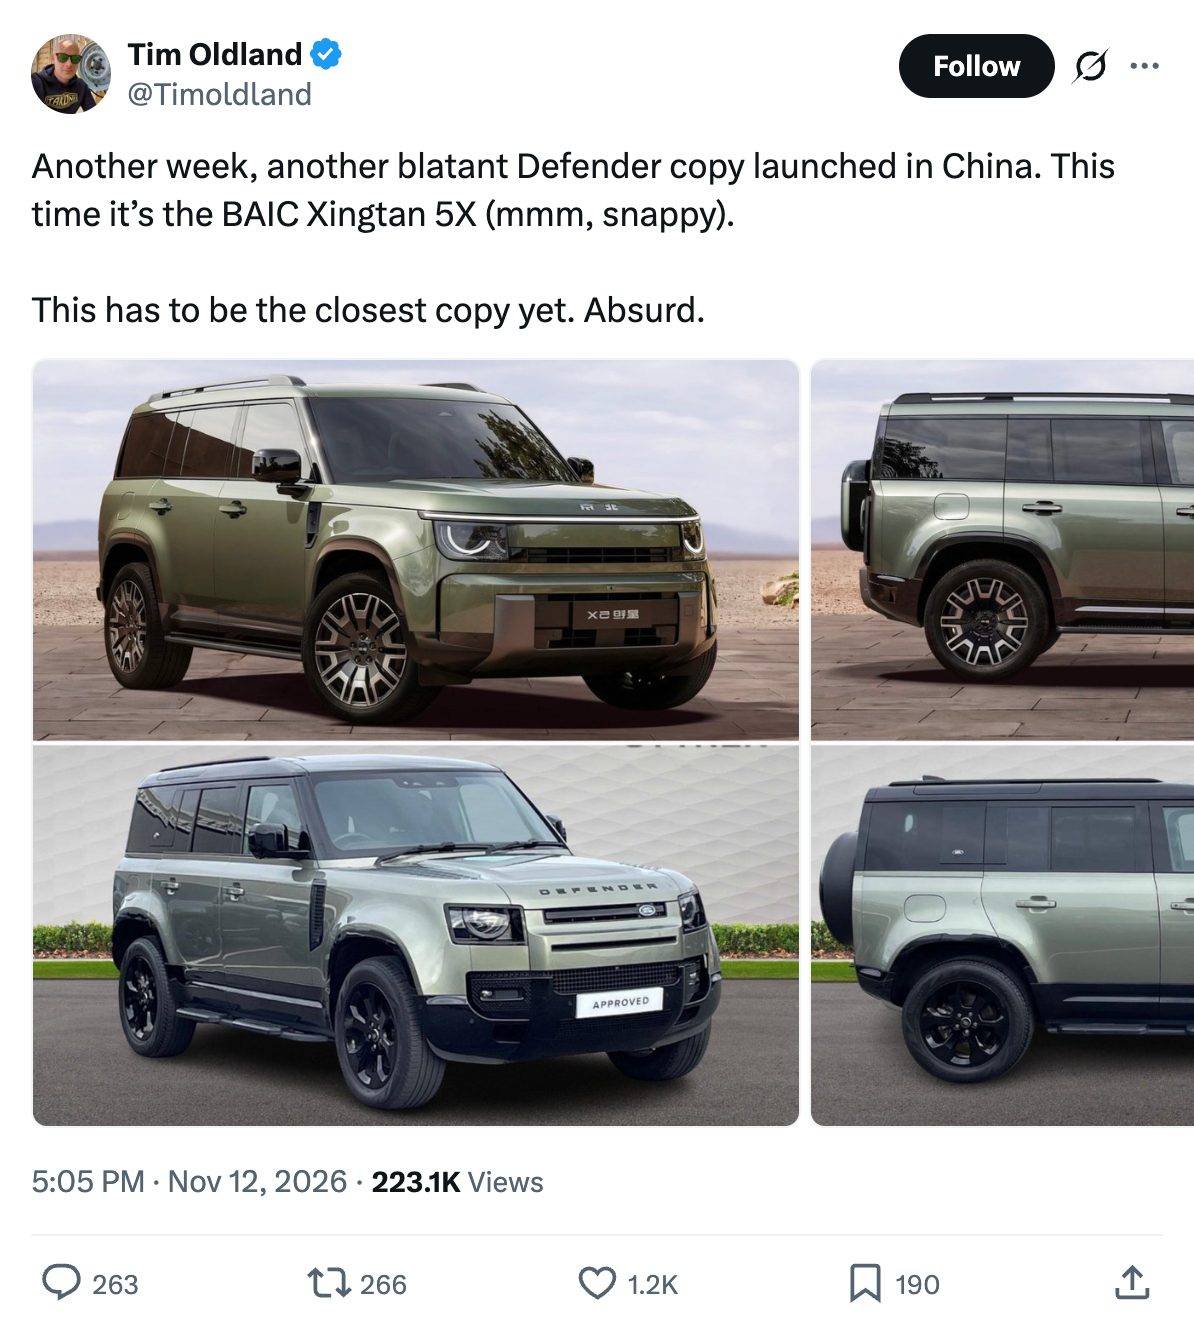 Tim Oldland
@Timoldland
Follow
Another week, another blatant Defender copy launched in China. This
time it’s the BAIC Xingtan 5X (mmm, snappy).
This has to be the closest copy yet. Absurd.
DEFENDER
APPROVED
5:05 PM · Nov 12, 2026 · 223.1K Views
263
266
1.2K
190